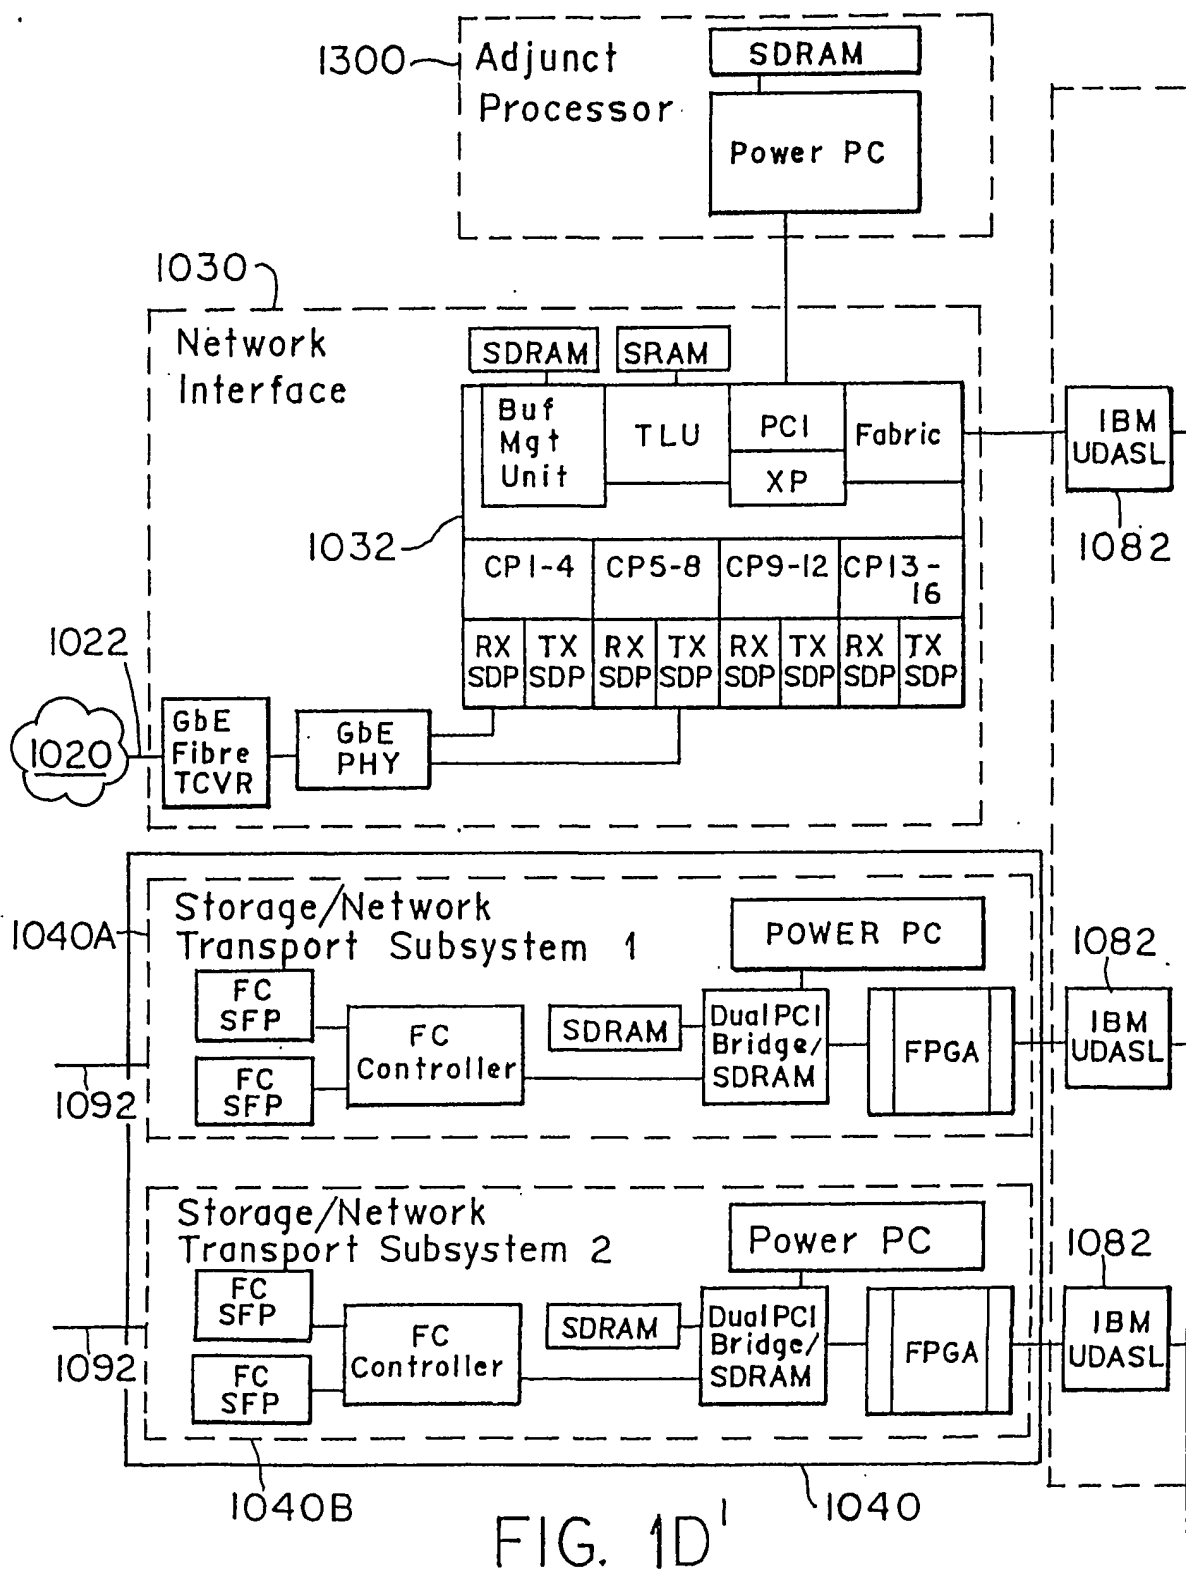 1300
Adjunct
Processor
SDRAM
Power PC
1030
Network
Interface
SDRAM
SRAM
Buf
Mgt
Unit
TLU
PCI
XP
Fabric
IBM
UDASL
1082
1032
CP1-4
CP5-8
CP9-12
CP13-
16
RX
SDP
TX
SDP
RX
SDP
TX
SDP
RX
SDP
TX
SDP
RX
SDP
TX
SDP
1022
1020
GbE
Fibre
TCVR
GbE
PHY
1040A
Storage/Network
Transport Subsystem 1
POWER PC
1082
FC
SFP
FC
SFP
FC
Controller
SDRAM
Dual PCI
Bridge/
SDRAM
FPGA
IBM
UDASL
1092
Storage/Network
Transport Subsystem 2
Power PC
1082
FC
SFP
FC
SFP
FC
Controller
SDRAM
Dual PCI
Bridge/
SDRAM
FPGA
IBM
UDASL
1092
1040B
1040
FIG. 1D'